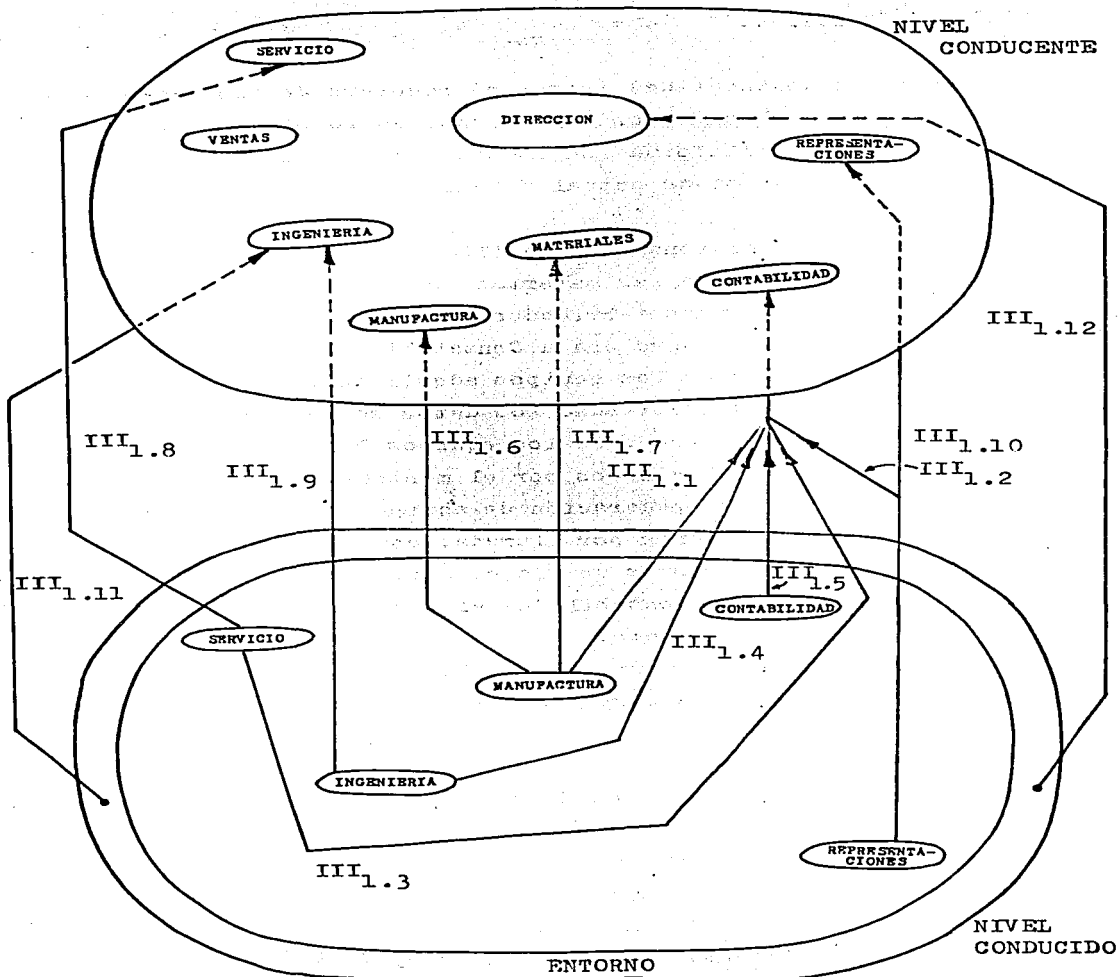 NIVEL
CONDUCENTE
SERVICIO
DIRECCION
VENTAS
REPRESENTA-
CIONES
INGENIERIA
MATERIALES
CONTABILIDAD
MANUFACTURA
III1.12
III1.8
III1.6
III1.7
III1.10
III1.9
III1.1
III1.2
III1.11
III1.5
CONTABILIDAD
SERVICIO
III1.4
MANUFACTURA
INGENIERIA
REPRESENTA-
CIONES
III1.3
NIVEL
CONDUCIDO
ENTORNO